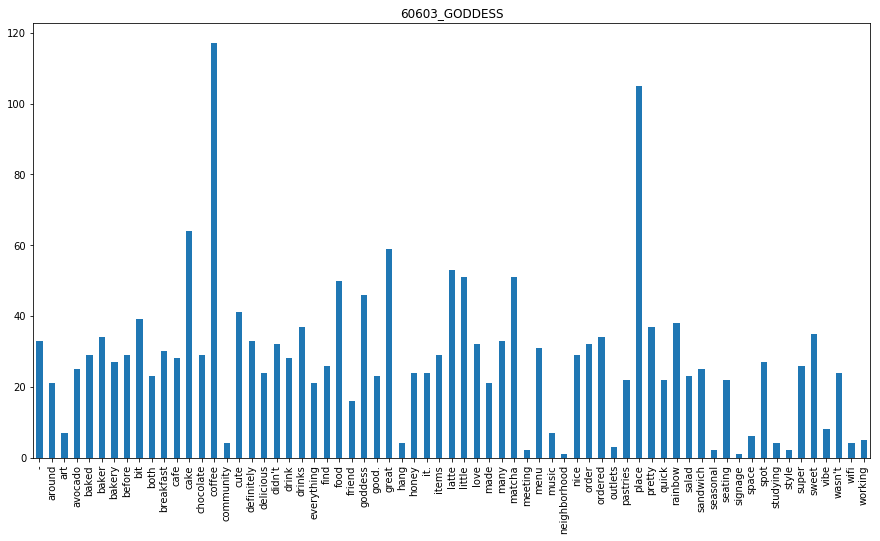 60603_GODDESS
120
100
80
60
40
20
0
-
around
art
avocado
baked
baker
bakery
before
bit
both
breakfast
cafe
cake
chocolate
coffee
community
cute
definitely
delicious
didn't
drink
drinks
everything
find
food
friend
goddess
good.
great
hang
honey
it.
items
latte
little
love
made
many
matcha
meeting
menu
music
neighborhood
nice
order
ordered
outlets
pastries
place
pretty
quick
rainbow
salad
sandwich
seasonal
seating
signage
space
spot
studying
style
super
sweet
vibe
wasn't
wifi
working